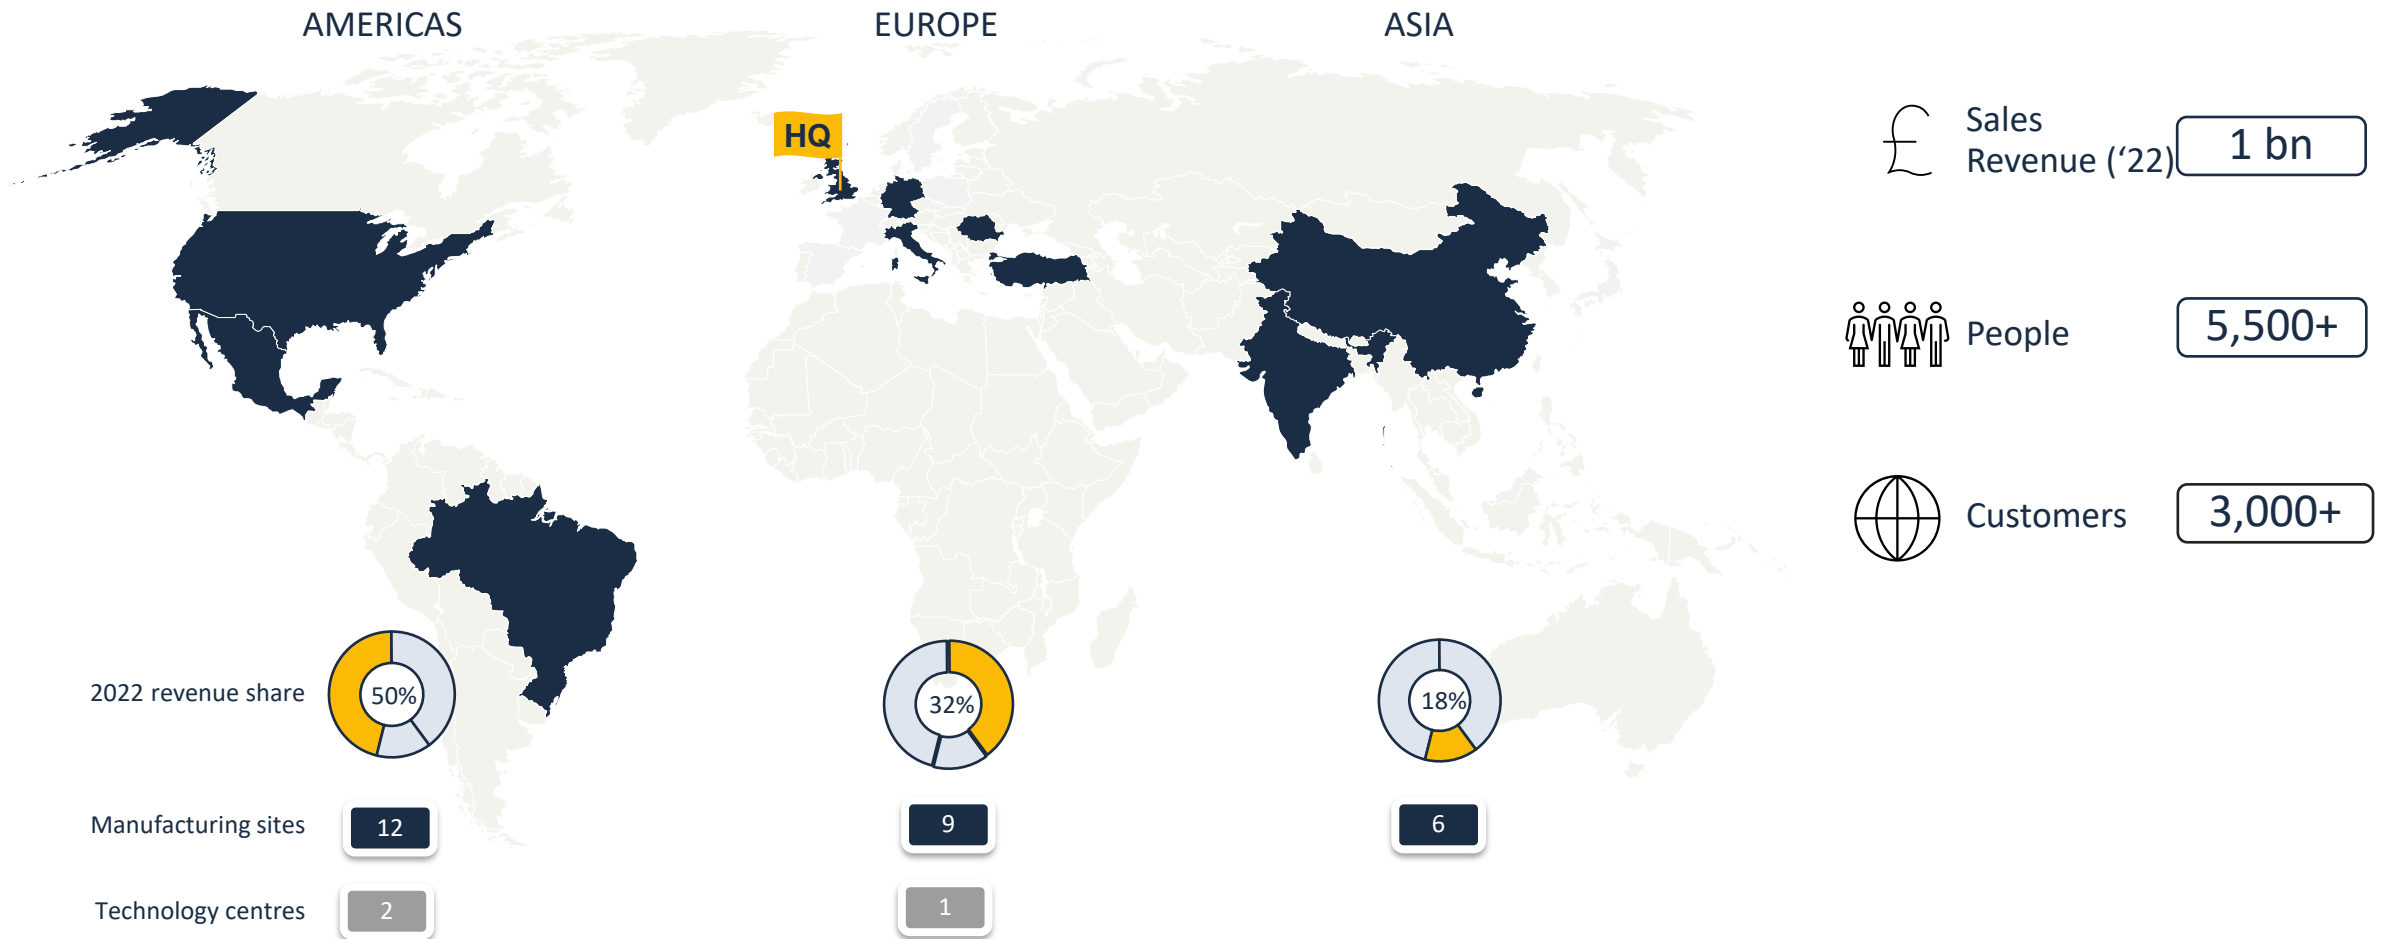 AMERICAS
EUROPE
ASIA
HQ
Sales
Revenue (‘22)
1 bn
People
5,500+
Customers
3,000+
2022 revenue share
50%
32%
18%
Manufacturing sites
12
9
6
Technology centres
2
1